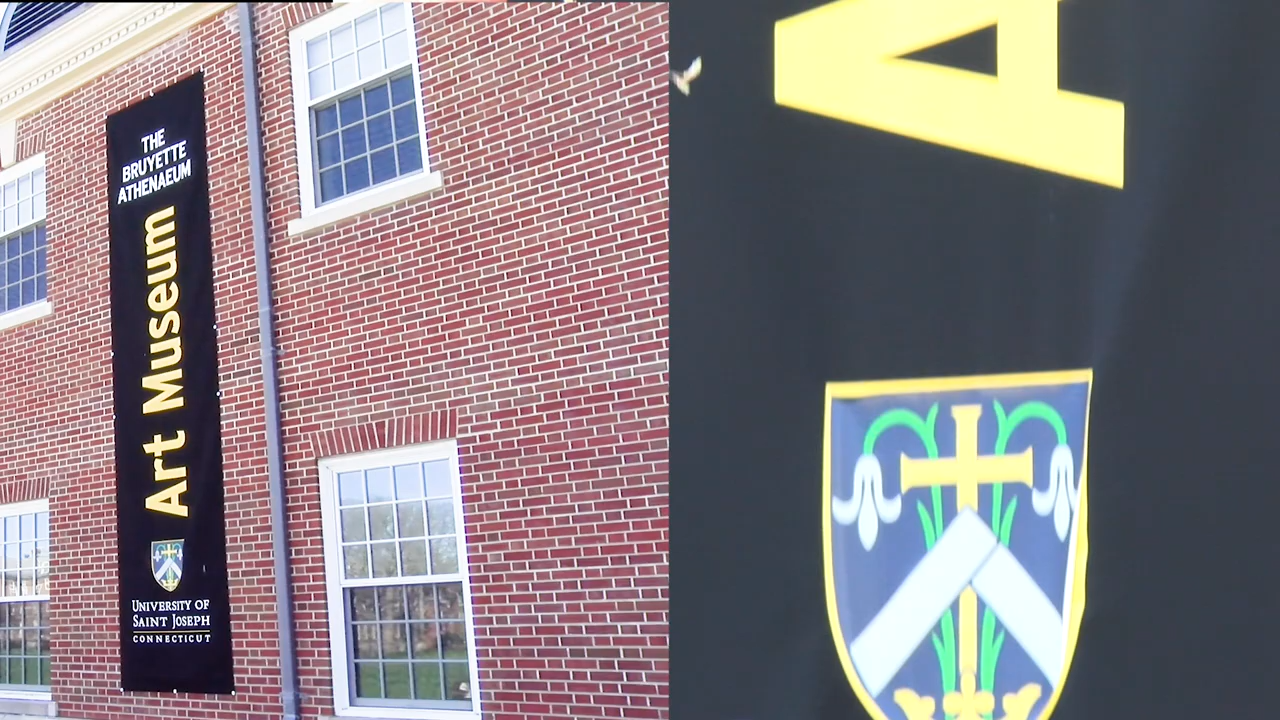 THE
BRUYETTE
ATHENAEUM
Art Museum
UNIVERSITY OF
SAINT JOSEPH
CONNECTICUT
A